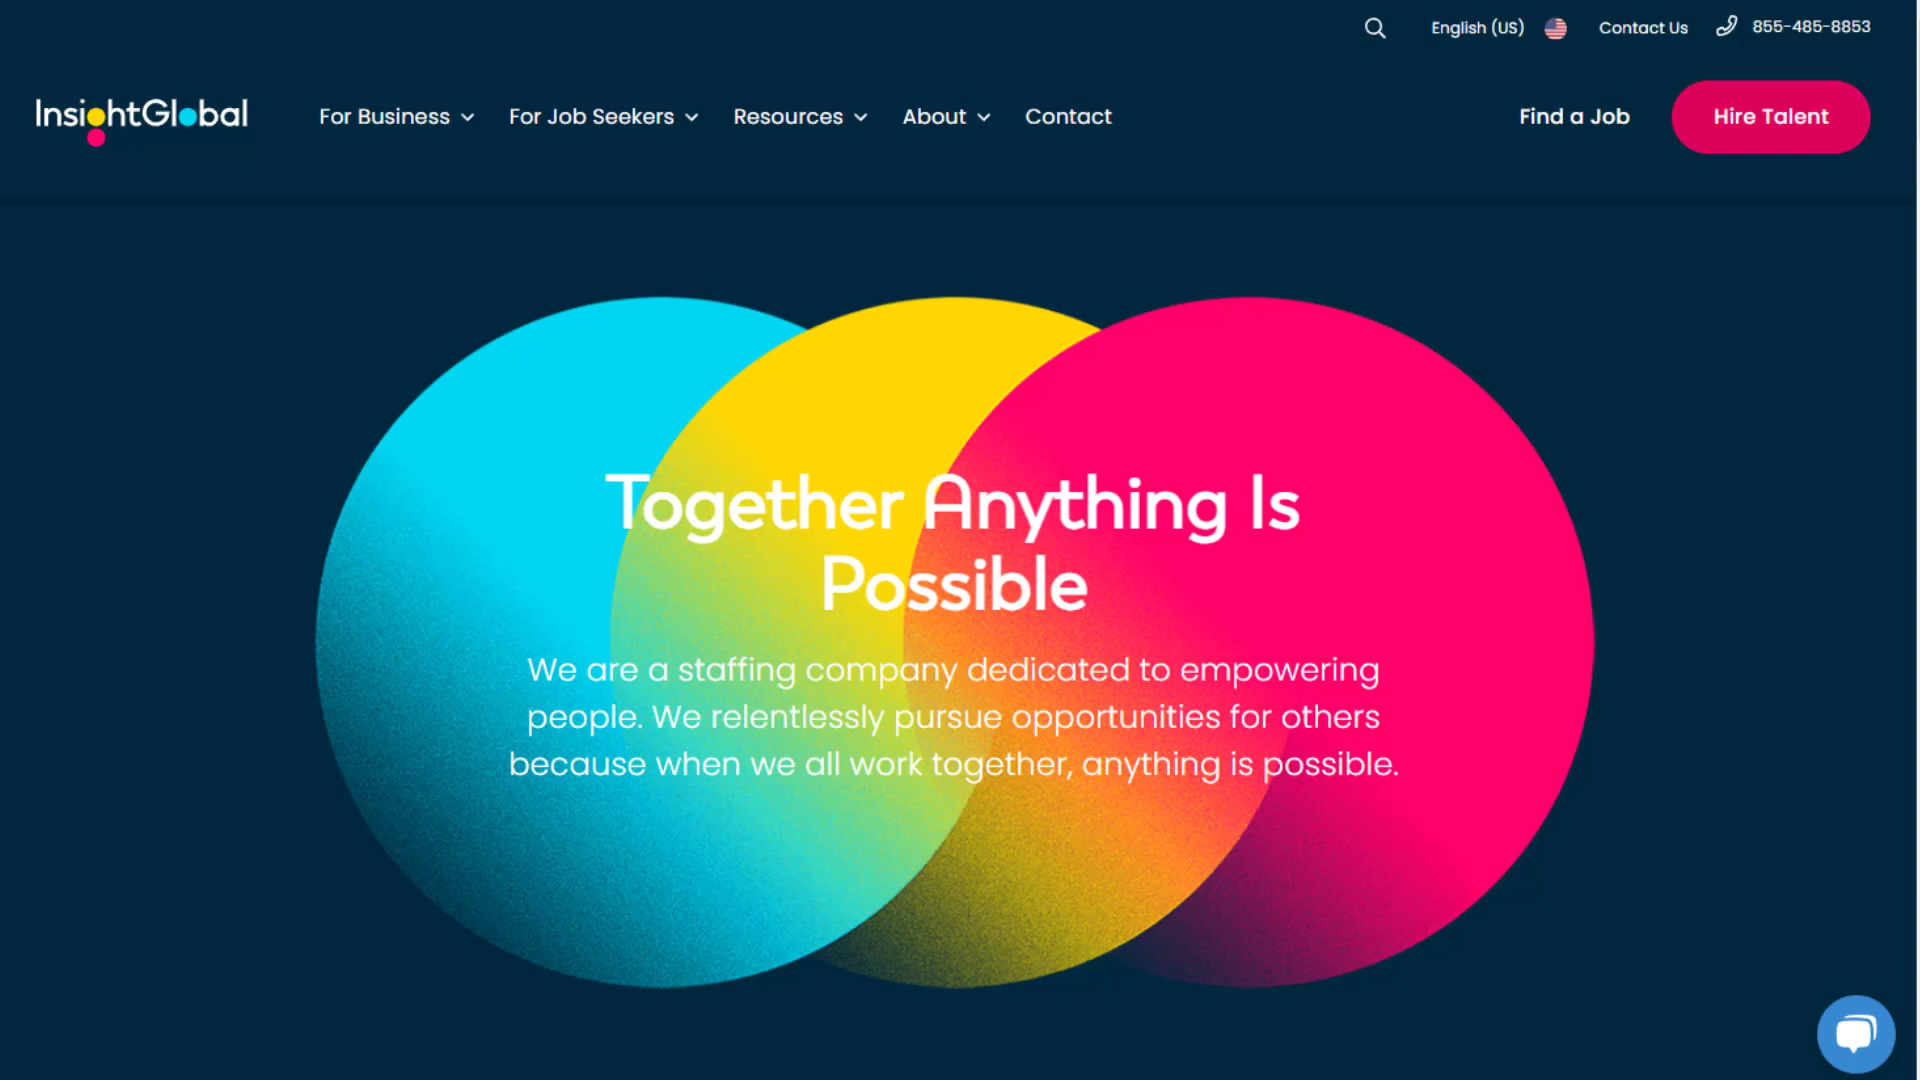 English (US)
Contact Us
855-485-8853
InsightGlobal
For Business
For Job Seekers
Resources
About
Contact
Find a Job
Hire Talent
Together Anything Is
Possible
We are a staffing company dedicated to empowering
people. We relentlessly pursue opportunities for others
because when we all work together, anything is possible.